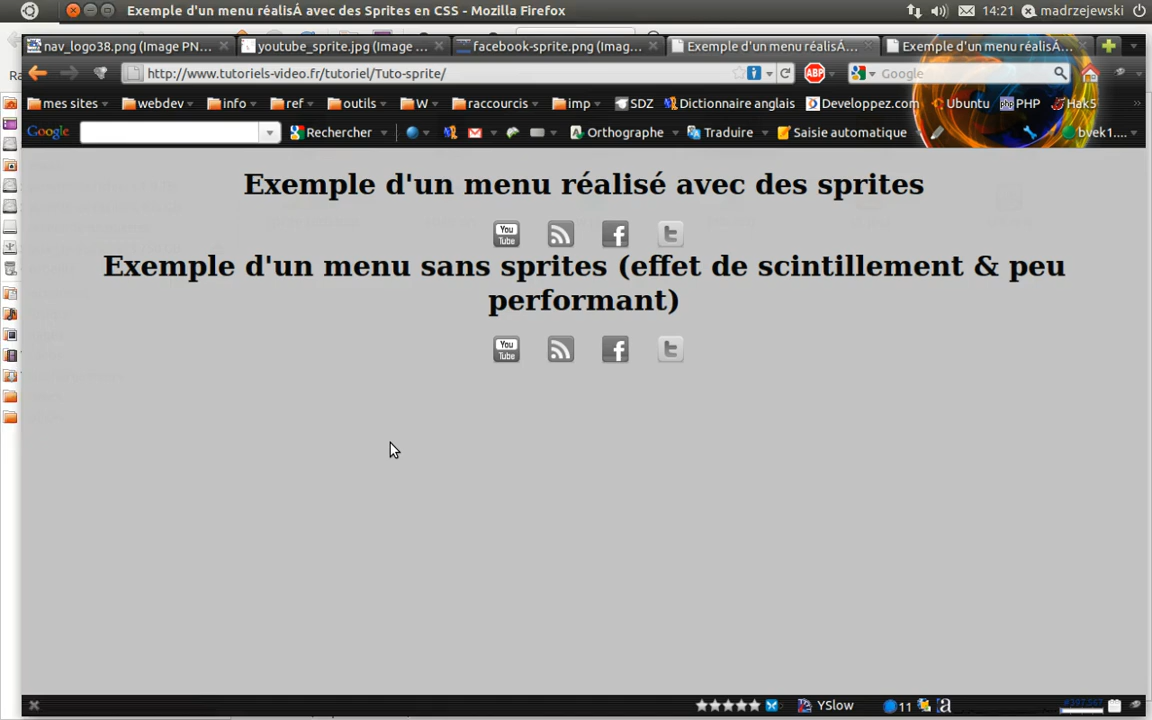 Exemple d'un menu réalisÁ avec des Sprites en CSS - Mozilla Firefox
14:21 madrzejewski
nav_logo38.png (Image PN...
youtube_sprite.jpg (Image ...
facebook-sprite.png (Imag...
Exemple d'un menu réalisÁ...
Exemple d'un menu réalisÁ...
http://www.tutoriels-video.fr/tutoriel/Tuto-sprite/
ABP
Google
mes sites
webdev
info
ref
outils
W
raccourcis
imp
SDZ
Dictionnaire anglais
Developpez.com
Ubuntu
php PHP
Hak5
Google
Rechercher
Orthographe
Traduire
Saisie automatique
bvek1....
Exemple d'un menu réalisé avec des sprites
You Tube
f
t
Exemple d'un menu sans sprites (effet de scintillement & peu
performant)
You Tube
f
t
YSlow
11
a